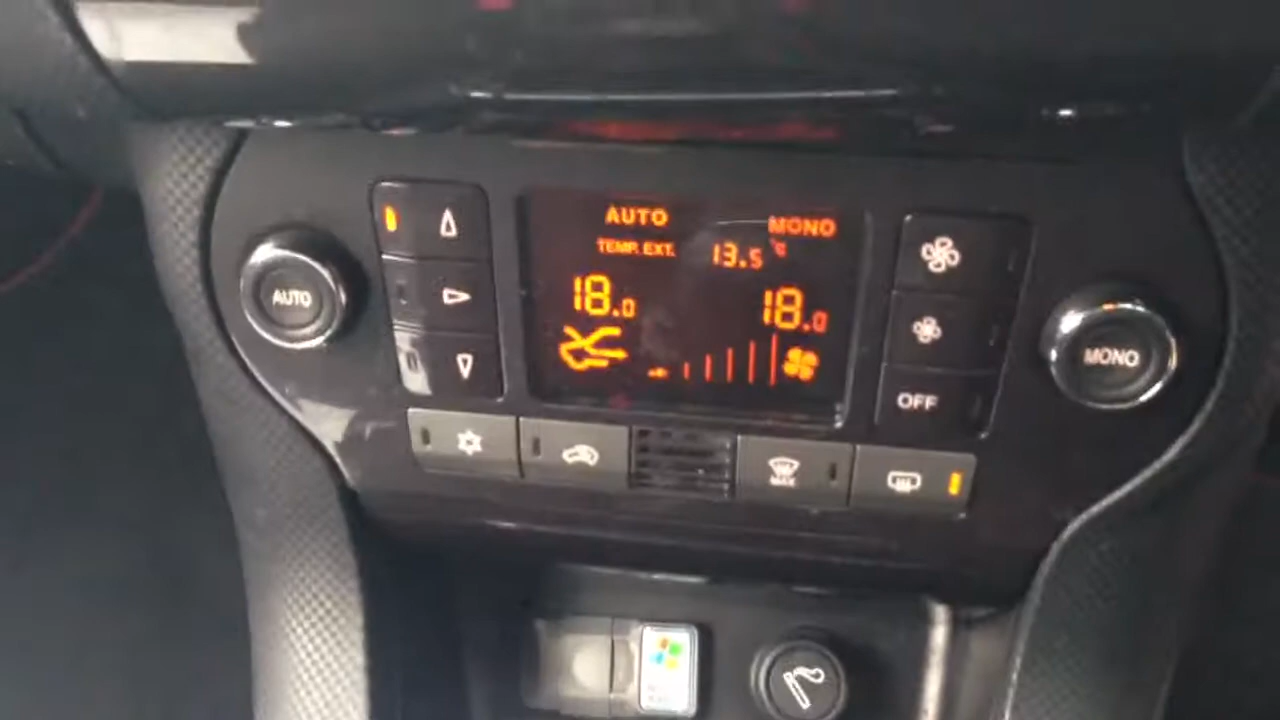 AUTO MONO
TEMP. EXT. 13.5 °C
18.0 18.0
AUTO
MONO
OFF
MAX